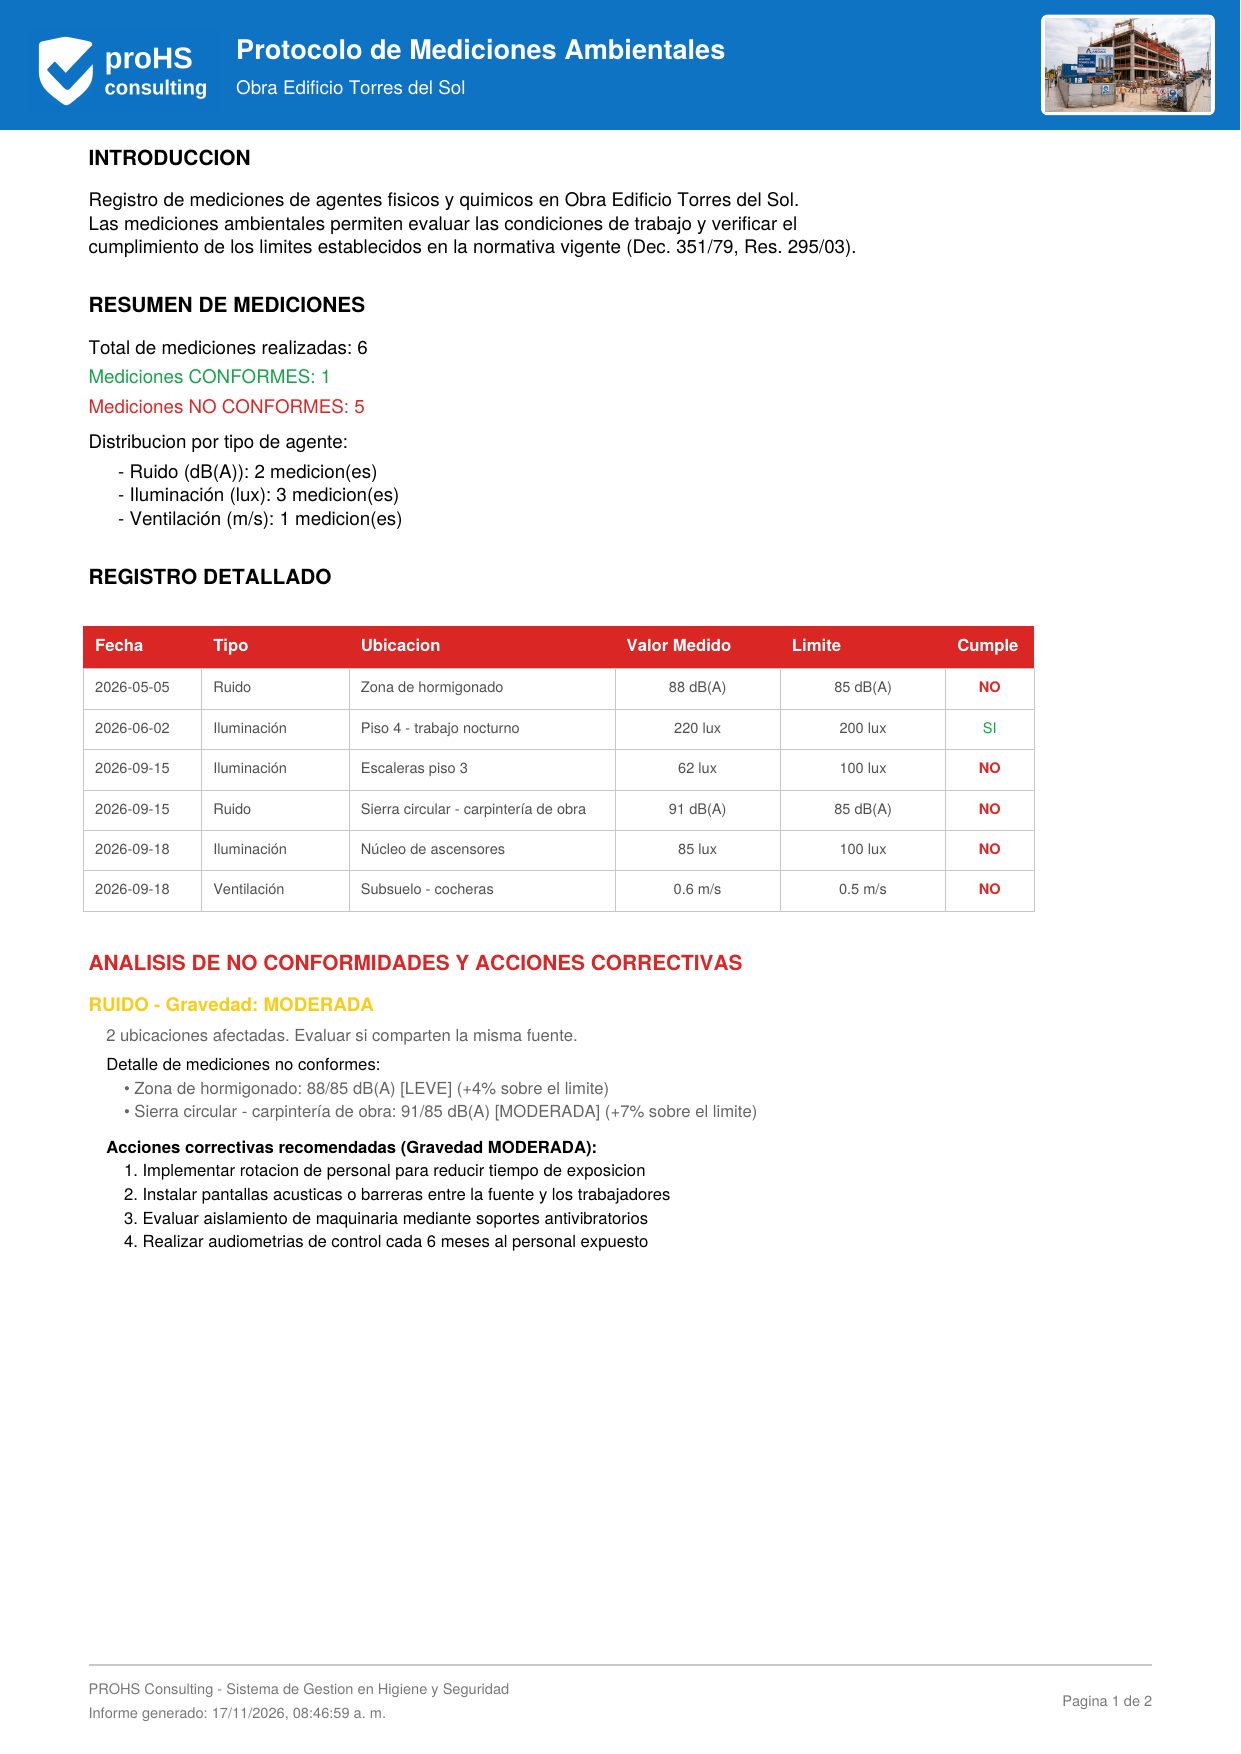 proHS
consulting
Protocolo de Mediciones Ambientales
Obra Edificio Torres del Sol
INTRODUCCION
Registro de mediciones de agentes fisicos y quimicos en Obra Edificio Torres del Sol.
Las mediciones ambientales permiten evaluar las condiciones de trabajo y verificar el
cumplimiento de los limites establecidos en la normativa vigente (Dec. 351/79, Res. 295/03).
RESUMEN DE MEDICIONES
Total de mediciones realizadas: 6
Mediciones CONFORMES: 1
Mediciones NO CONFORMES: 5
Distribucion por tipo de agente:
- Ruido (dB(A)): 2 medicion(es)
- Iluminación (lux): 3 medicion(es)
- Ventilación (m/s): 1 medicion(es)
REGISTRO DETALLADO
Fecha Tipo Ubicacion Valor Medido Limite Cumple
2026-05-05 Ruido Zona de hormigonado 88 dB(A) 85 dB(A) NO
2026-06-02 Iluminación Piso 4 - trabajo nocturno 220 lux 200 lux SI
2026-09-15 Iluminación Escaleras piso 3 62 lux 100 lux NO
2026-09-15 Ruido Sierra circular - carpintería de obra 91 dB(A) 85 dB(A) NO
2026-09-18 Iluminación Núcleo de ascensores 85 lux 100 lux NO
2026-09-18 Ventilación Subsuelo - cocheras 0.6 m/s 0.5 m/s NO
ANALISIS DE NO CONFORMIDADES Y ACCIONES CORRECTIVAS
RUIDO - Gravedad: MODERADA
2 ubicaciones afectadas. Evaluar si comparten la misma fuente.
Detalle de mediciones no conformes:
• Zona de hormigonado: 88/85 dB(A) [LEVE] (+4% sobre el limite)
• Sierra circular - carpintería de obra: 91/85 dB(A) [MODERADA] (+7% sobre el limite)
Acciones correctivas recomendadas (Gravedad MODERADA):
1. Implementar rotacion de personal para reducir tiempo de exposicion
2. Instalar pantallas acusticas o barreras entre la fuente y los trabajadores
3. Evaluar aislamiento de maquinaria mediante soportes antivibratorios
4. Realizar audiometrias de control cada 6 meses al personal expuesto
PROHS Consulting - Sistema de Gestion en Higiene y Seguridad
Informe generado: 17/11/2026, 08:46:59 a. m.
Pagina 1 de 2